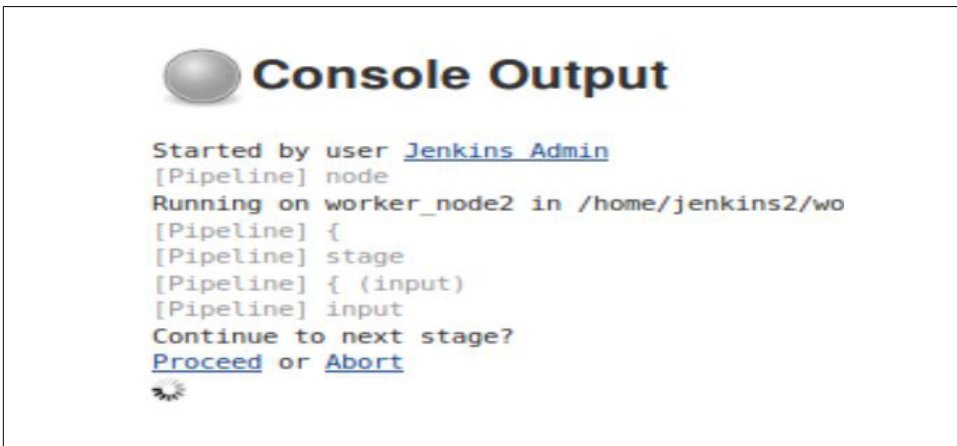 Console Output
Started by user Jenkins Admin
[Pipeline] node
Running on worker_node2 in /home/jenkins2/wo
[Pipeline] {
[Pipeline] stage
[Pipeline] { (input)
[Pipeline] input
Continue to next stage?
Proceed or Abort